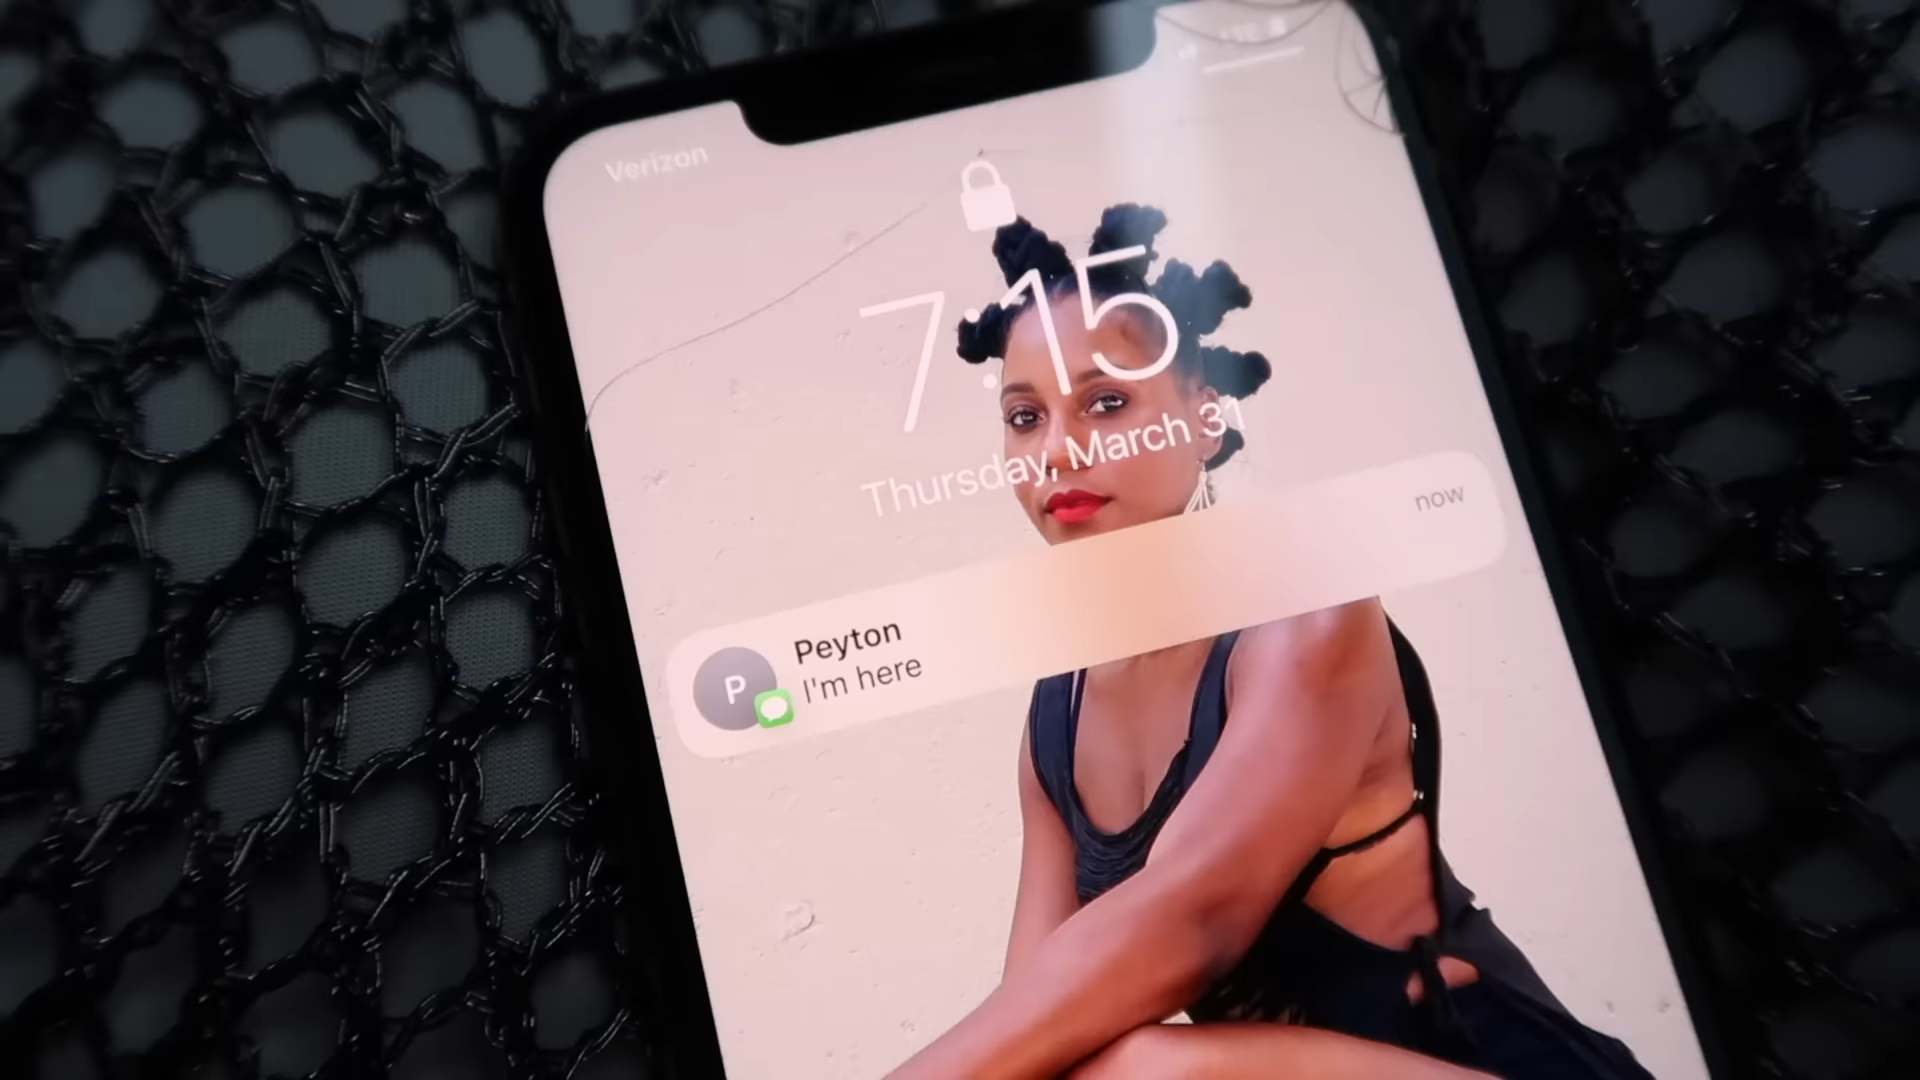 Verizon
7:15
Thursday, March 31
now
Peyton
P
I'm here